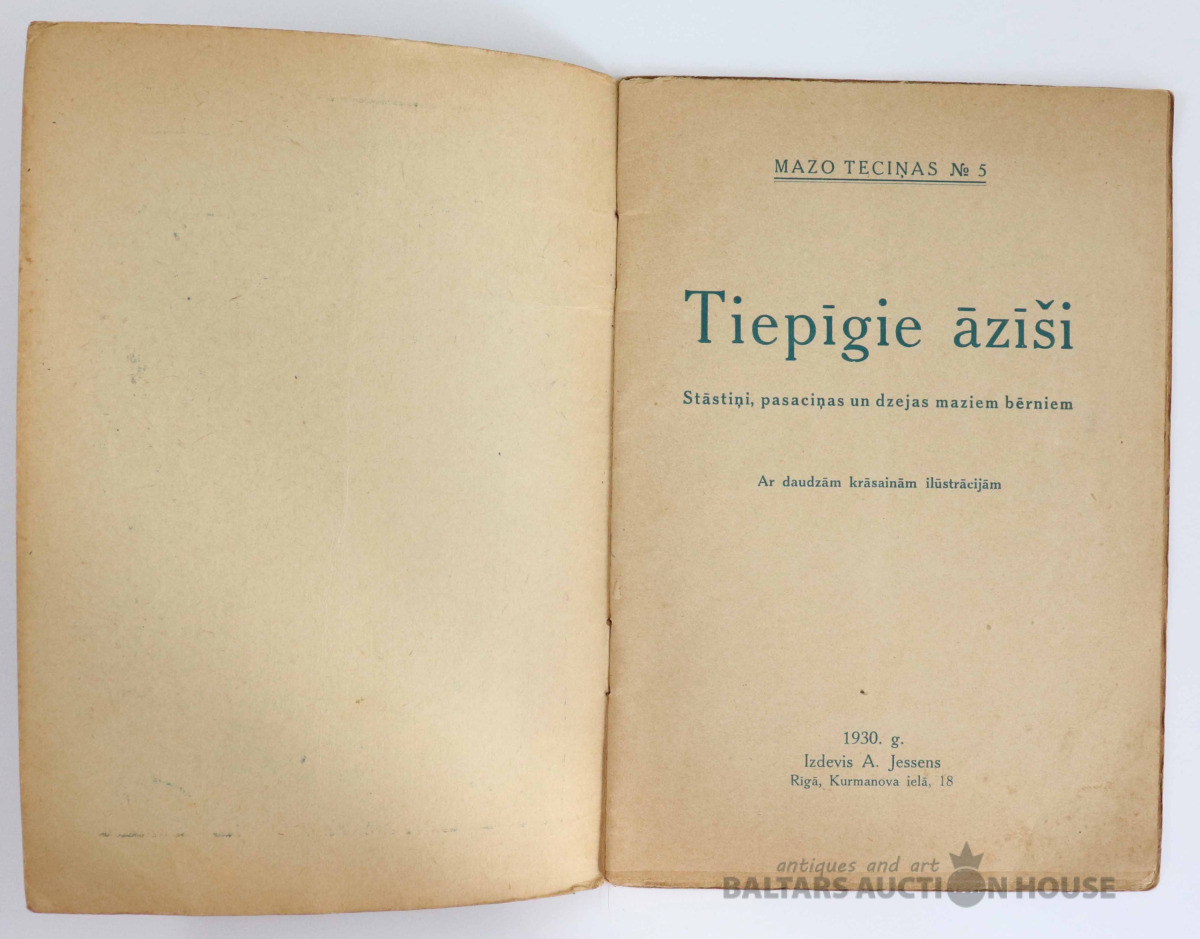 MAZO TECIŅAS № 5
Tiepīgie āzīši
Stāstiņi, pasaciņas un dzejas maziem bērniem
Ar daudzām krāsainām ilūstrācijām
1930. g.
Izdevis A. Jessens
Rīgā, Kurmanova ielā, 18
antiques and art
BALTARS AUCTION HOUSE